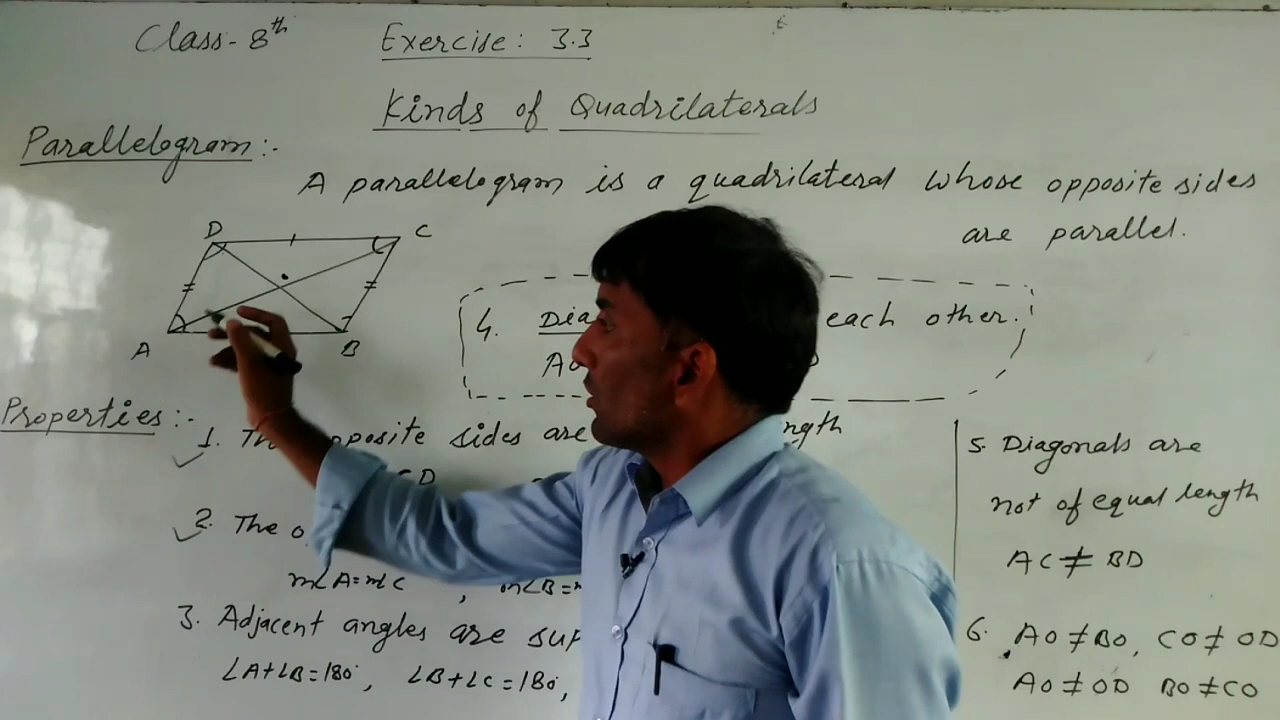 Class-8th Exercise: 3.3
Kinds of Quadrilaterals
Parallelogram:-
A parallelogram is a quadrilateral whose opposite sides
are parallel.
D C
A B
4. each other.
Properties:-
1. opposite sides are
2. The
m∠A=m∠C , m∠B=
3. Adjacent angles are
∠A+∠B=180°, ∠B+∠C=180,
5. Diagonals are
not of equal length
AC ≠ BD
6. AO≠BO, CO≠OD
AO≠OD BO≠CO